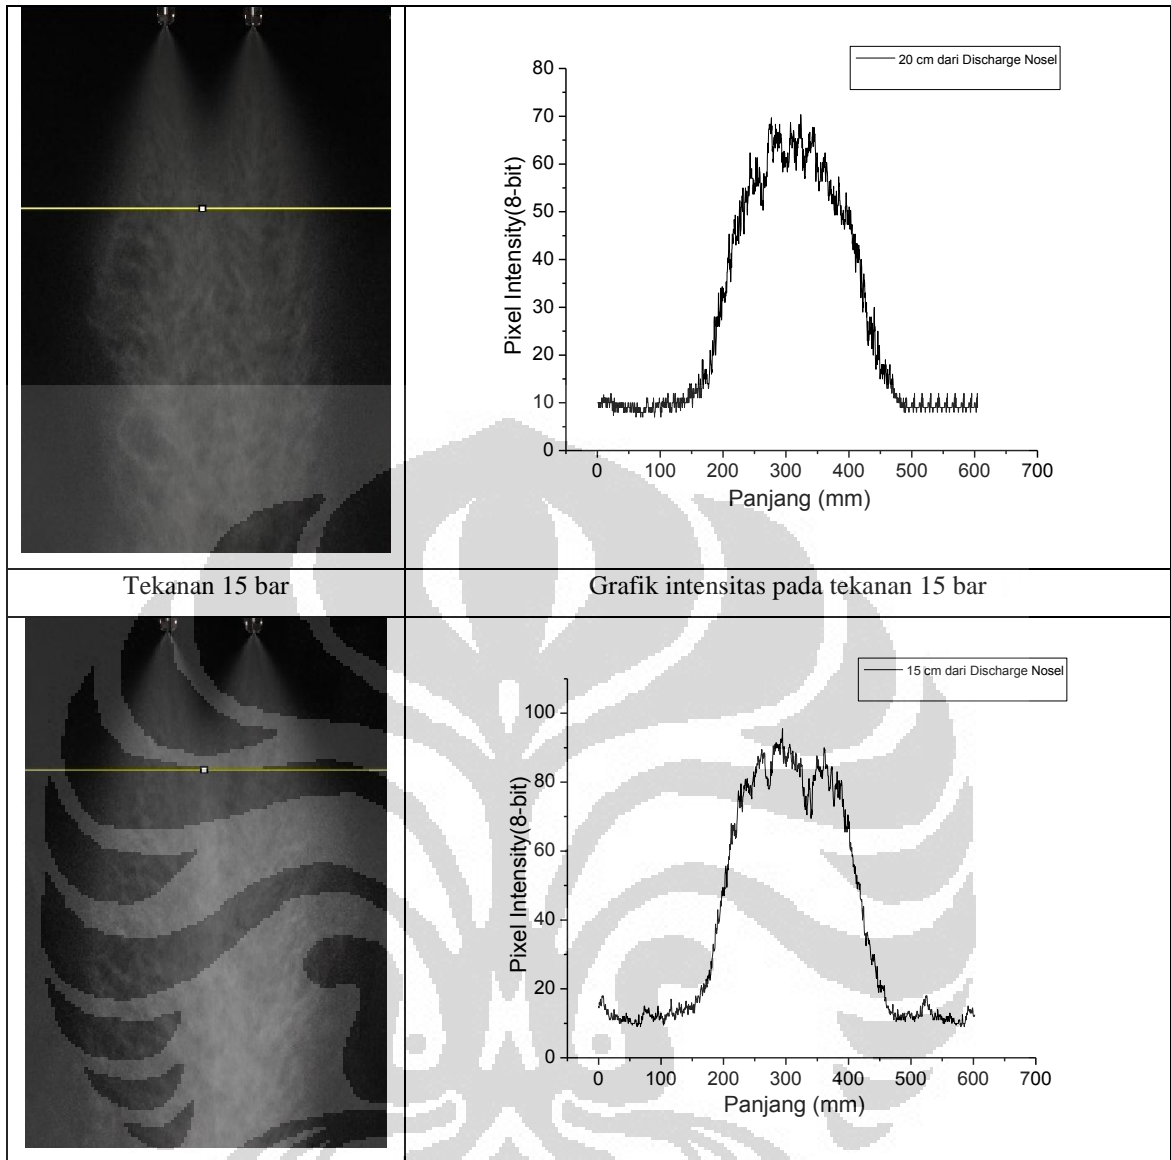 20 cm dari Discharge Nosel
80
70
60
50
40
30
20
10
0
Pixel Intensity(8-bit)
0 100 200 300 400 500 600 700
Panjang (mm)
Tekanan 15 bar
Grafik intensitas pada tekanan 15 bar
15 cm dari Discharge Nosel
100
80
60
40
20
0
Pixel Intensity(8-bit)
0 100 200 300 400 500 600 700
Panjang (mm)